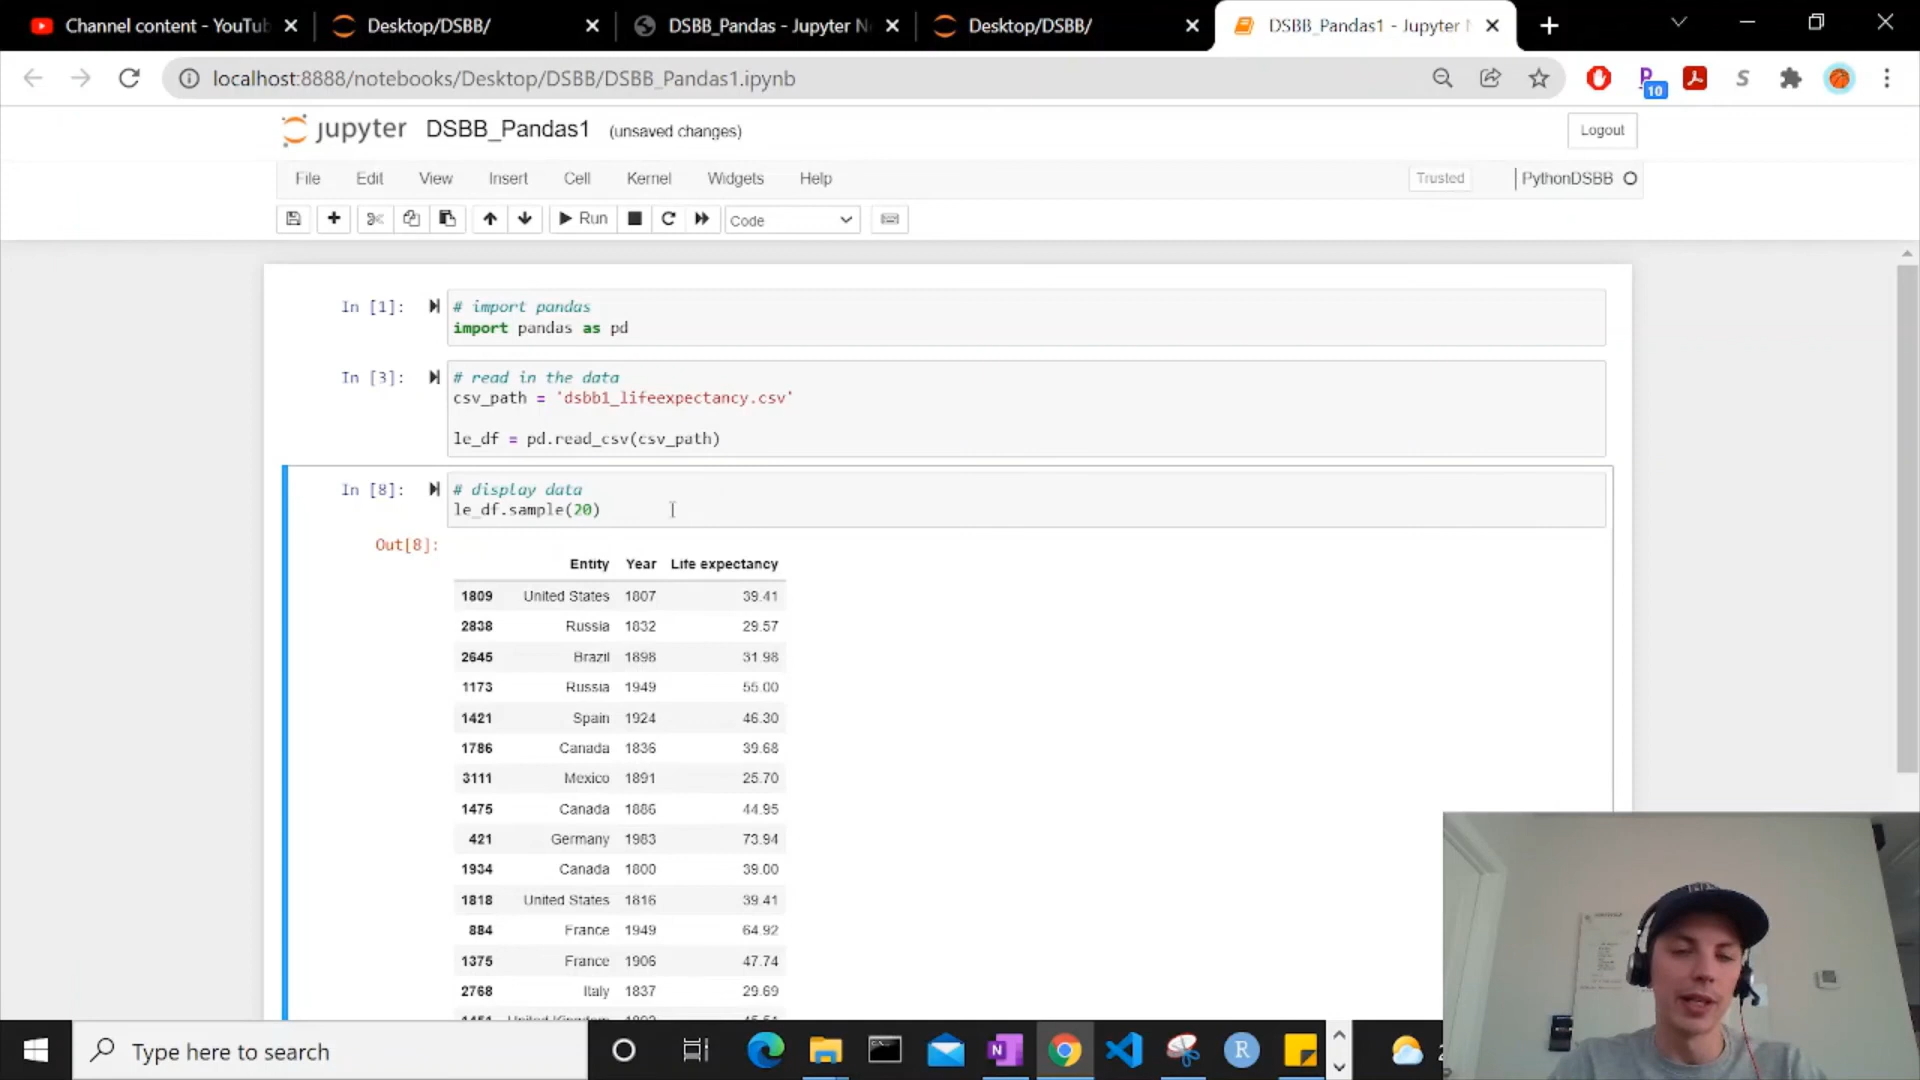 Channel content - YouTub
Desktop/DSBB/
DSBB_Pandas - Jupyter N
Desktop/DSBB/
DSBB_Pandas1 - Jupyter N
localhost:8888/notebooks/Desktop/DSBB/DSBB_Pandas1.ipynb
10
S
jupyter DSBB_Pandas1 (unsaved changes)
Logout
File Edit View Insert Cell Kernel Widgets Help
Trusted
PythonDSBB
Run
Code
In [1]: # import pandas
import pandas as pd
In [3]: # read in the data
csv_path = 'dsbb1_lifeexpectancy.csv'
le_df = pd.read_csv(csv_path)
In [8]: # display data
le_df.sample(20)
Out[8]:
Entity Year Life expectancy
1809 United States 1807 39.41
2838 Russia 1832 29.57
2645 Brazil 1898 31.98
1173 Russia 1949 55.00
1421 Spain 1924 46.30
1786 Canada 1836 39.68
3111 Mexico 1891 25.70
1475 Canada 1886 44.95
421 Germany 1983 73.94
1934 Canada 1800 39.00
1818 United States 1816 39.41
884 France 1949 64.92
1375 France 1906 47.74
2768 Italy 1837 29.69
Type here to search
N
R